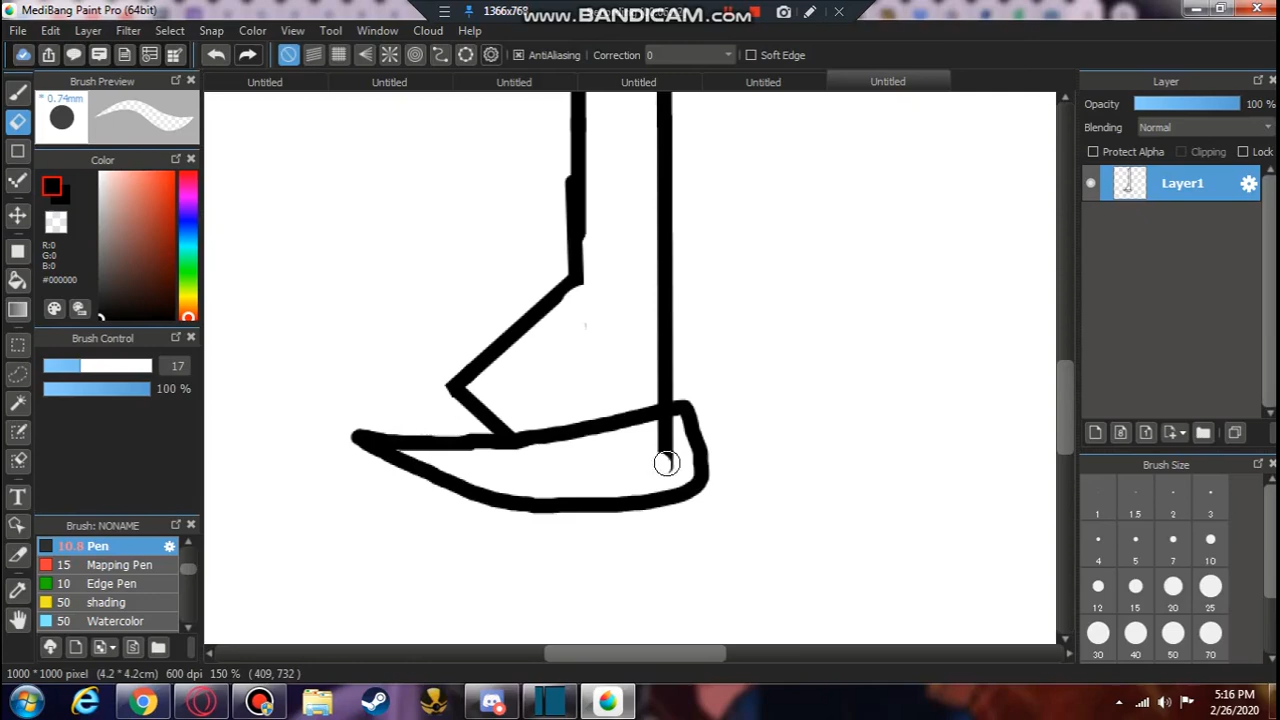 MediBang Paint Pro (64bit)
1366x768
www.BANDICAM.com
File Edit Layer Filter Select Snap Color View Tool Window Cloud Help
AntiAliasing Correction 0 Soft Edge
Brush Preview
Untitled Untitled Untitled Untitled Untitled Untitled
Layer
* 0.74mm
Opacity 100 %
Blending Normal
Protect Alpha Clipping Lock
Layer1
Color
R:0
G:0
B:0
#000000
Brush Control
17
100 %
Brush: NONAME
10.8 Pen
15 Mapping Pen
10 Edge Pen
50 shading
50 Watercolor
Brush Size
1 1.5 2 3
4 5 7 10
12 15 20 25
30 40 50 70
1000 * 1000 pixel (4.2 * 4.2cm) 600 dpi 150 % ( 409, 732 )
5:16 PM
2/26/2020